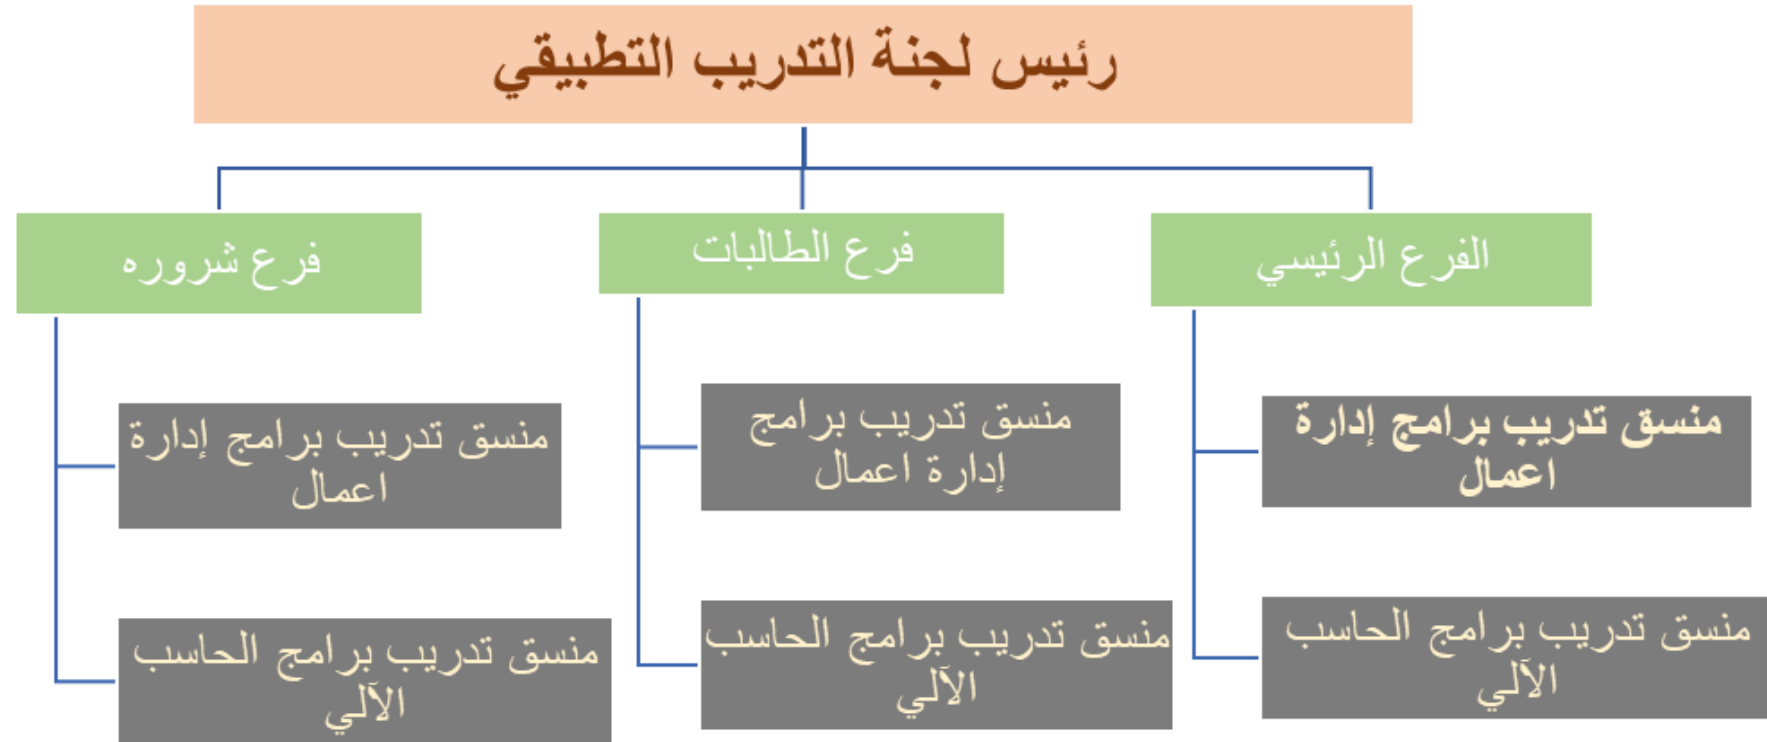 رئيس لجنة التدريب التطبيقي
الفرع الرئيسي
فرع الطالبات
فرع شروره
منسق تدريب برامج إدارة
اعمال
منسق تدريب برامج
إدارة اعمال
منسق تدريب برامج إدارة
اعمال
منسق تدريب برامج الحاسب
الآلي
منسق تدريب برامج الحاسب
الآلي
منسق تدريب برامج الحاسب
الآلي